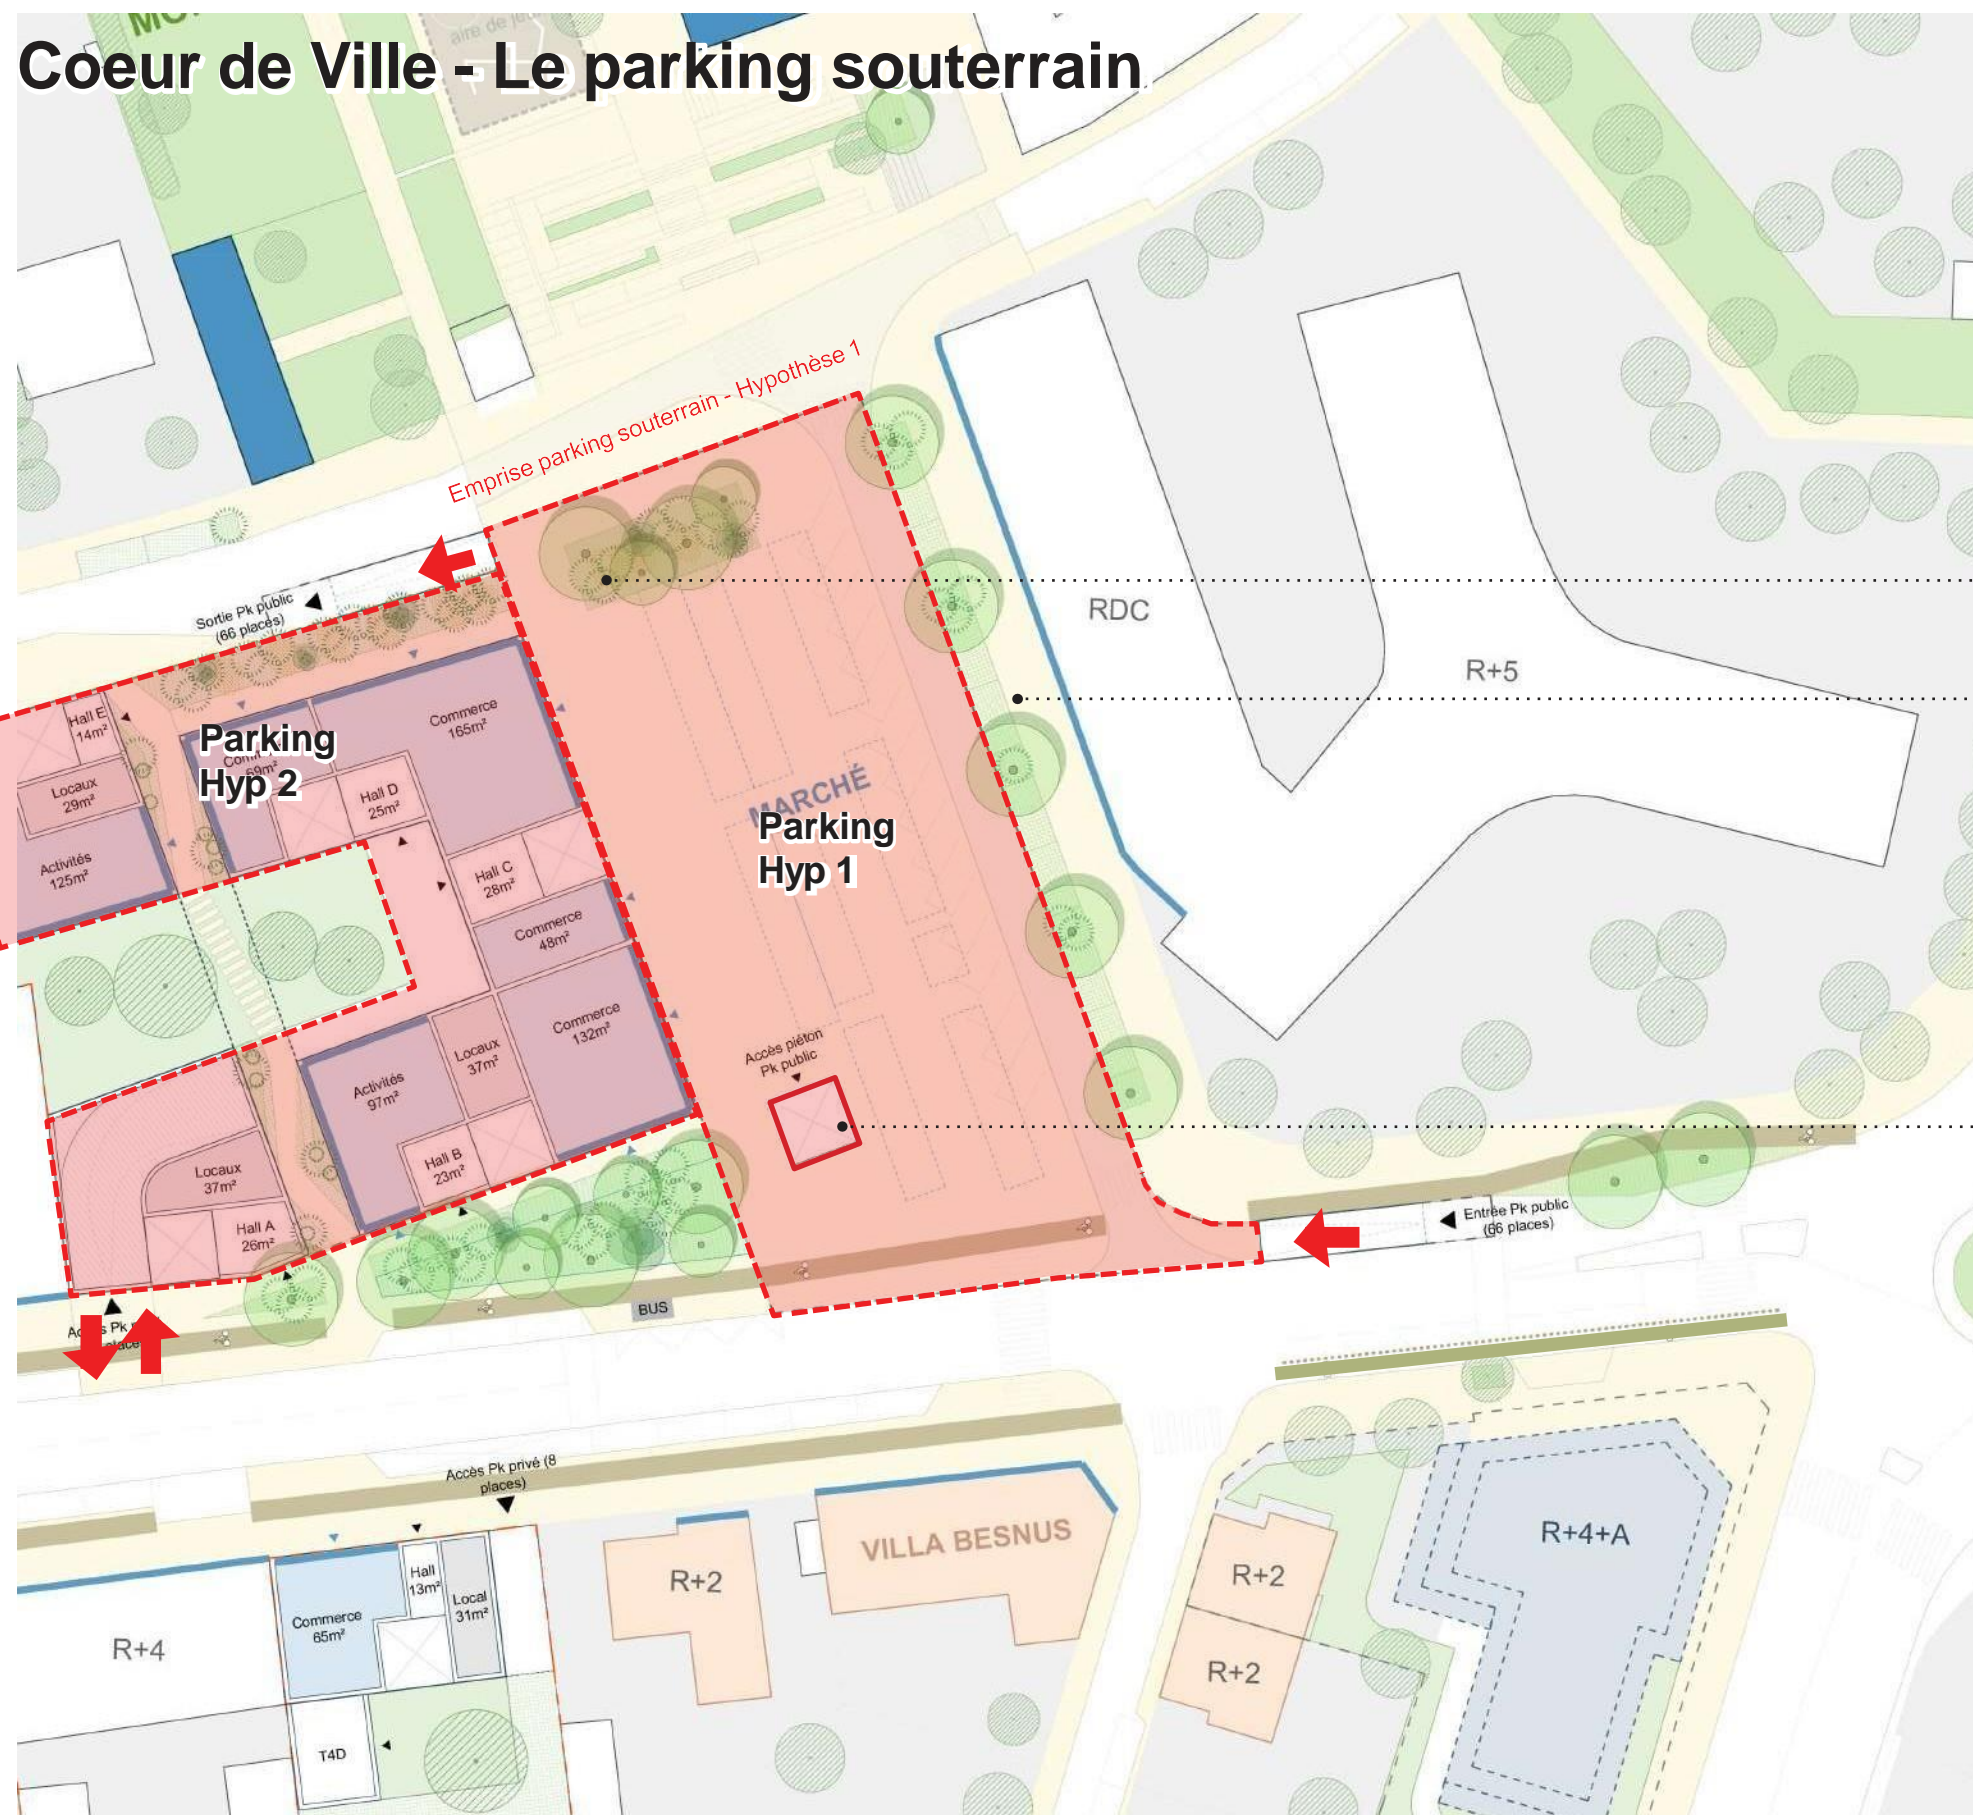 Coeur de Ville - Le parking souterrain
aire de jeu
Emprise parking souterrain - Hypothèse 1
Sortie Pk public
(66 places)
RDC
R+5
Hall E
14m²
Parking
Hyp 2
69m²
Commerce
165m²
Locaux
29m²
Hall D
25m²
MARCHÉ
Parking
Hyp 1
Activités
125m²
Hall C
28m²
Commerce
48m²
Commerce
132m²
Locaux
37m²
Activités
97m²
Accès piéton
Pk public
Hall B
23m²
Locaux
37m²
Hall A
26m²
Entrée Pk public
(66 places)
BUS
Accès Pk privé (8
places)
VILLA BESNUS
R+2
R+4+A
R+2
R+2
Hall
13m²
Local
31m²
Commerce
65m²
R+4
T4D